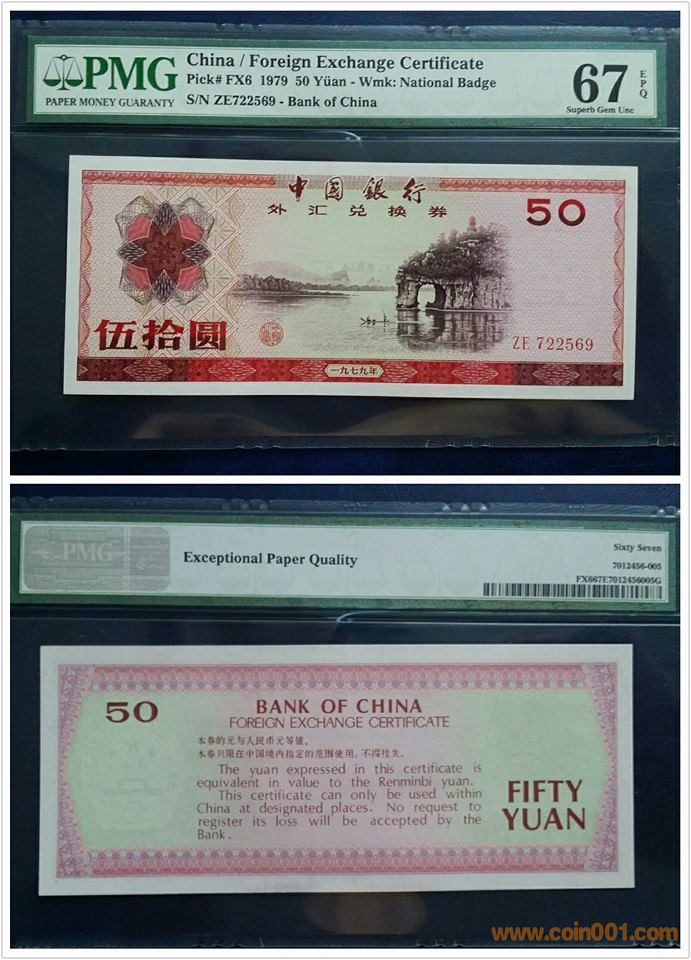 PMG
PAPER MONEY GUARANTY
China / Foreign Exchange Certificate
Pick# FX6 1979 50 Yüan - Wmk: National Badge
S/N ZE722569 - Bank of China
67 EPQ
Superb Gem Unc
中国银行
外汇兑换券
50
伍拾圆
ZE 722569
一九七九年
PMG
Exceptional Paper Quality
Sixty Seven
7012456-005
FX667E7012456005G
50
BANK OF CHINA
FOREIGN EXCHANGE CERTIFICATE
本券的元与人民币元等值。
本券只限在中国境内指定的范围使用，不得挂失。
The yuan expressed in this certificate is
equivalent in value to the Renminbi yuan.
This certificate can only be used within
China at designated places. No request to
register its loss will be accepted by the
Bank.
FIFTY
YUAN
www.coin001.com